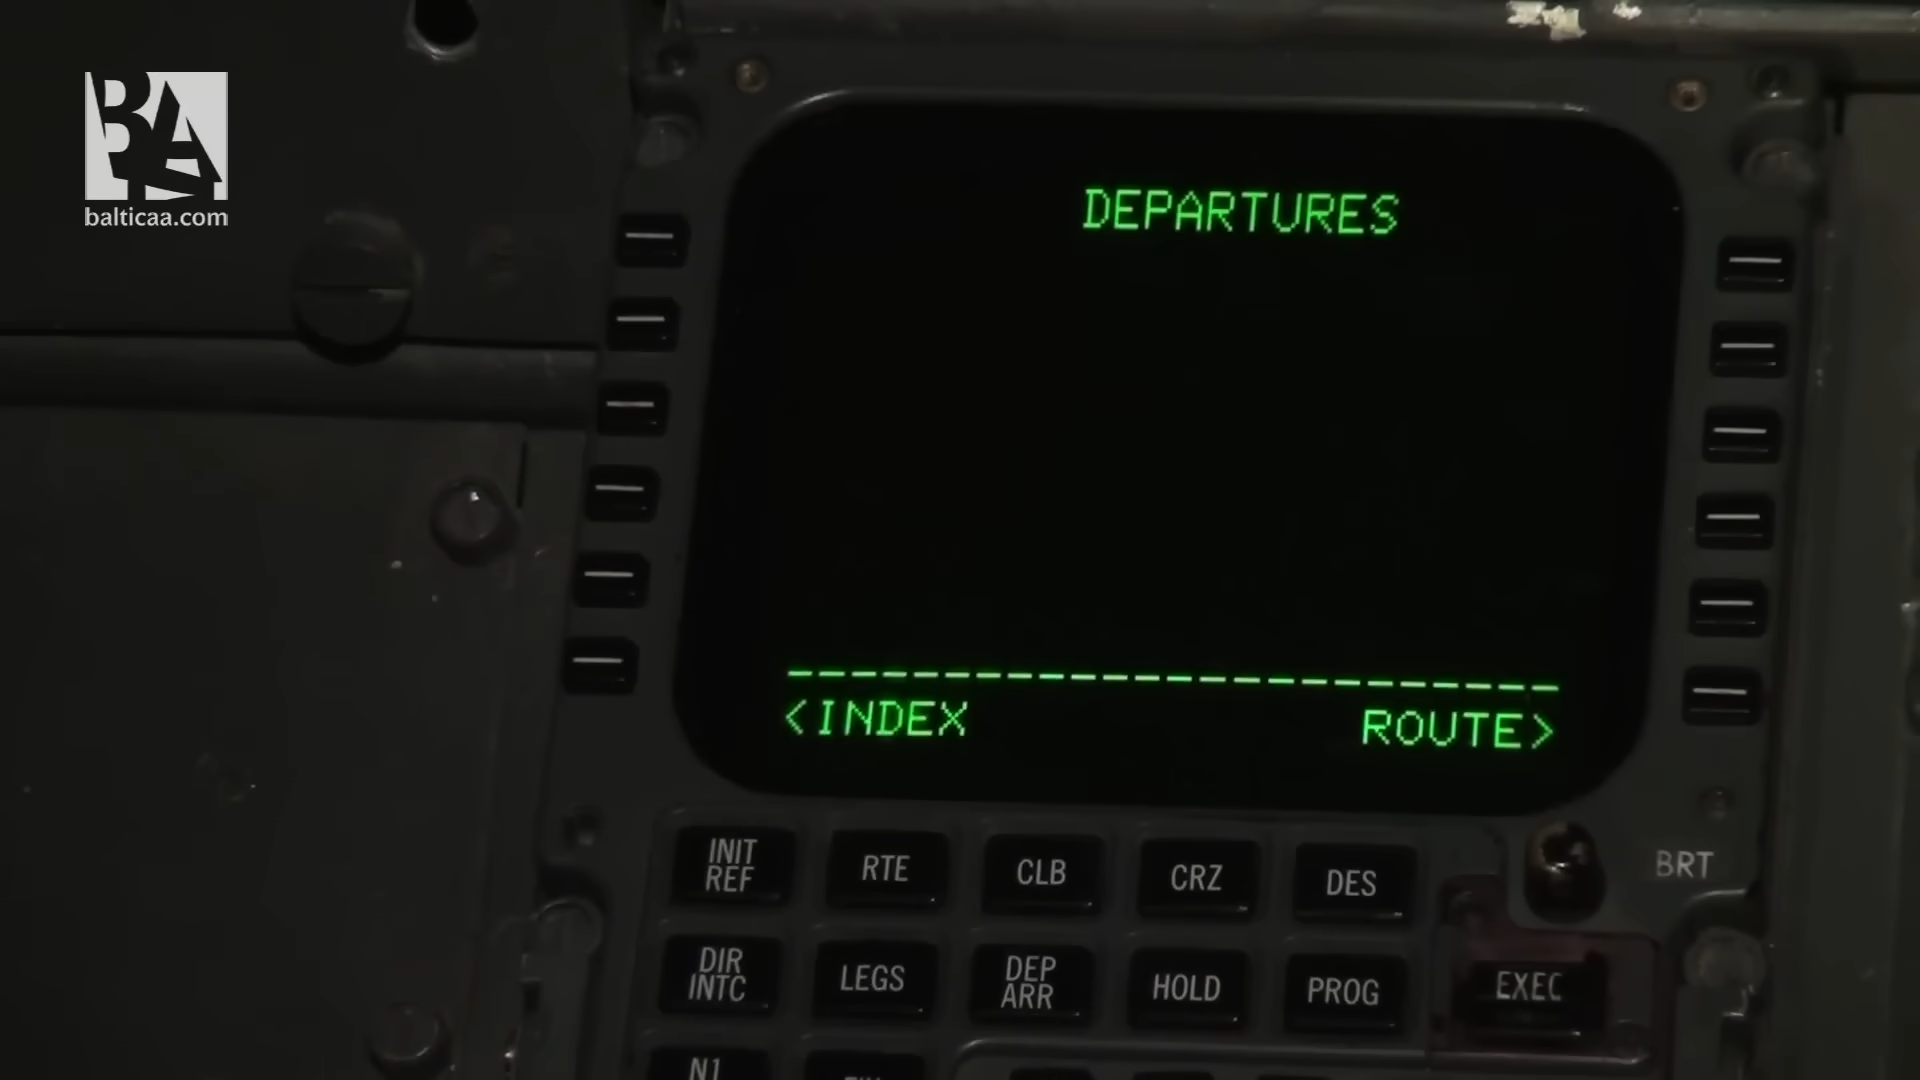 BAA
balticaa.com
DEPARTURES
<INDEX
ROUTE>
INIT REF
RTE
CLB
CRZ
DES
BRT
DIR INTC
LEGS
DEP ARR
HOLD
PROG
EXEC
N1